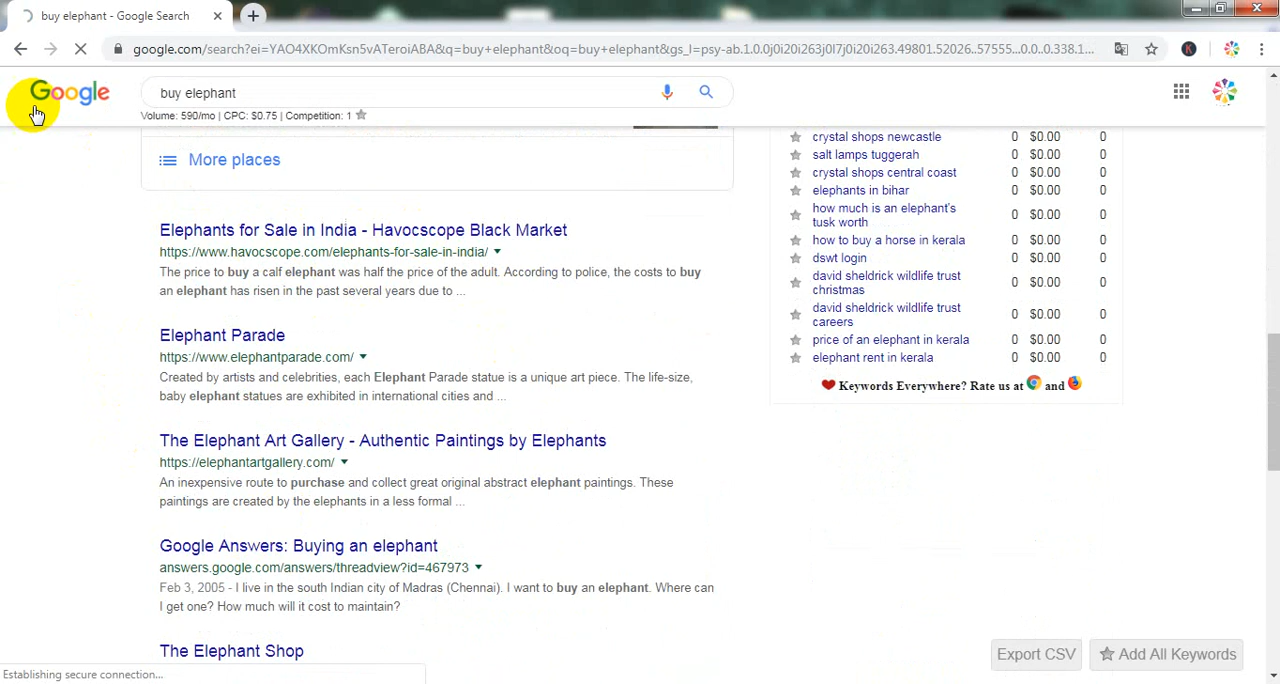 buy elephant - Google Search
google.com/search?ei=YAO4XKOmKsn5vATeroiABA&q=buy+elephant&oq=buy+elephant&gs_l=psy-ab.1.0.0j0i20i263j0l7j0i20i263.49801.52026..57555...0.0..0.338.1...
Google
buy elephant
Volume: 590/mo | CPC: $0.75 | Competition: 1
More places
Elephants for Sale in India - Havocscope Black Market
https://www.havocscope.com/elephants-for-sale-in-india/
The price to buy a calf elephant was half the price of the adult. According to police, the costs to buy
an elephant has risen in the past several years due to ...
Elephant Parade
https://www.elephantparade.com/
Created by artists and celebrities, each Elephant Parade statue is a unique art piece. The life-size,
baby elephant statues are exhibited in international cities and ...
The Elephant Art Gallery - Authentic Paintings by Elephants
https://elephantartgallery.com/
An inexpensive route to purchase and collect great original abstract elephant paintings. These
paintings are created by the elephants in a less formal ...
Google Answers: Buying an elephant
answers.google.com/answers/threadview?id=467973
Feb 3, 2005 - I live in the south Indian city of Madras (Chennai). I want to buy an elephant. Where can
I get one? How much will it cost to maintain?
The Elephant Shop
crystal shops newcastle 0 $0.00 0
salt lamps tuggerah 0 $0.00 0
crystal shops central coast 0 $0.00 0
elephants in bihar 0 $0.00 0
how much is an elephant's
tusk worth 0 $0.00 0
how to buy a horse in kerala 0 $0.00 0
dswt login 0 $0.00 0
david sheldrick wildlife trust
christmas 0 $0.00 0
david sheldrick wildlife trust
careers 0 $0.00 0
price of an elephant in kerala 0 $0.00 0
elephant rent in kerala 0 $0.00 0
Keywords Everywhere? Rate us at and
Export CSV
Add All Keywords
Establishing secure connection...